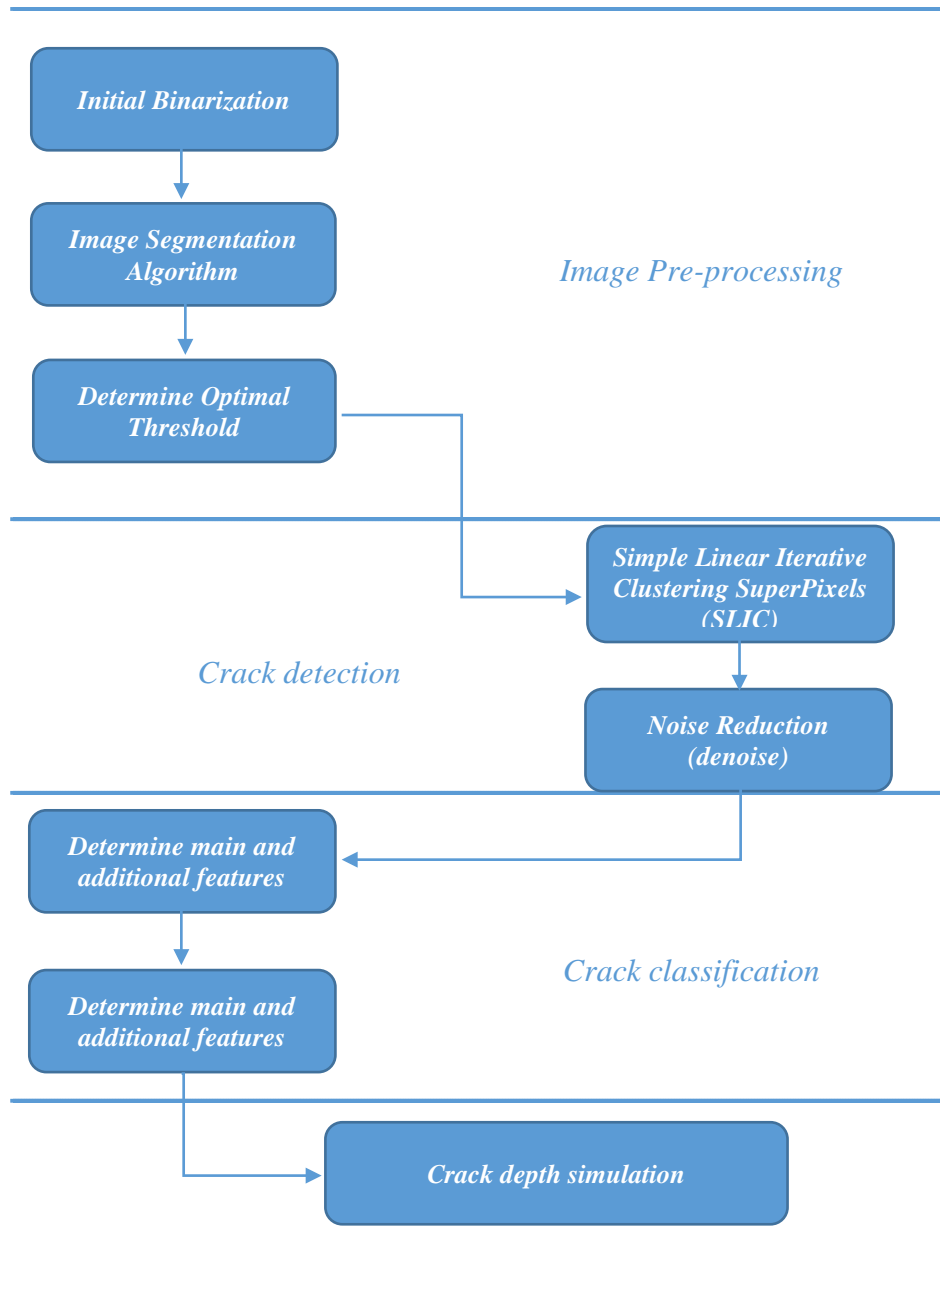 Initial Binarization
Image Segmentation
Algorithm
Image Pre-processing
Determine Optimal
Threshold
Simple Linear Iterative
Clustering SuperPixels
(SLIC)
Crack detection
Noise Reduction
(denoise)
Determine main and
additional features
Crack classification
Determine main and
additional features
Crack depth simulation